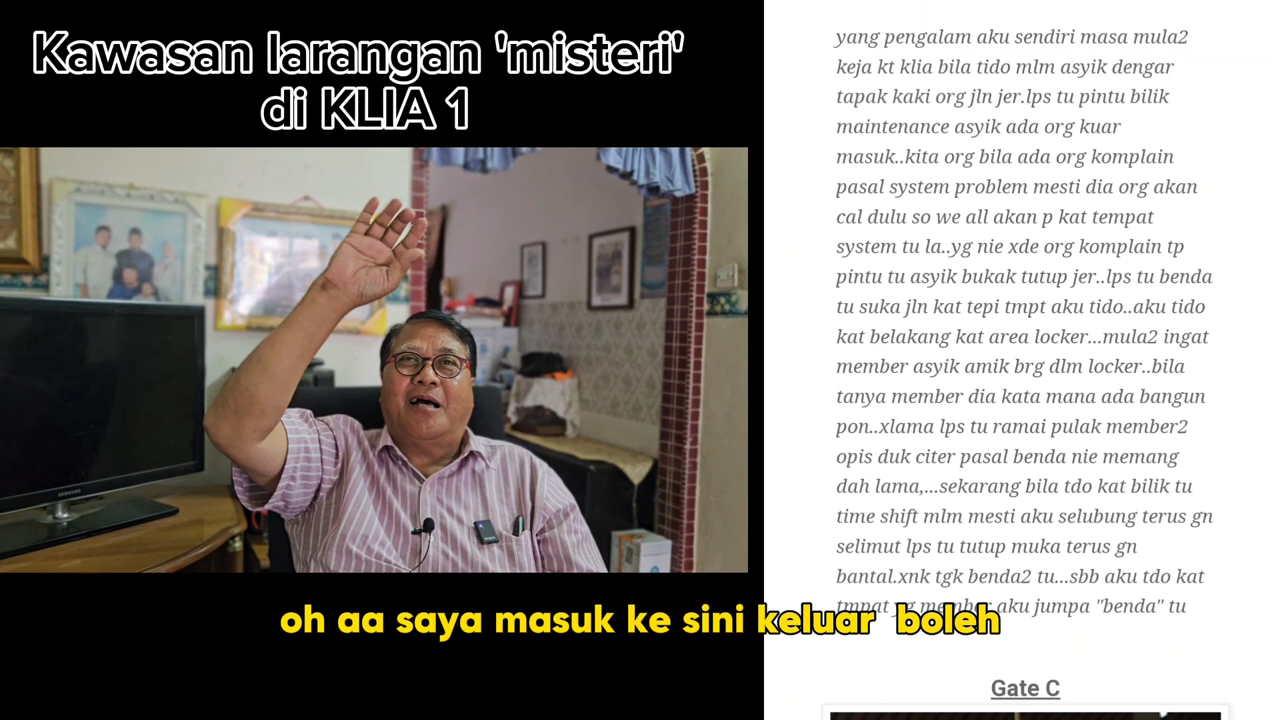 Kawasan larangan 'misteri'
di KLIA 1
SAMSUNG
yang pengalam aku sendiri masa mula2
keja kt klia bila tido mlm asyik dengar
tapak kaki org jln jer.lps tu pintu bilik
maintenance asyik ada org kuar
masuk..kita org bila ada org komplain
pasal system problem mesti dia org akan
cal dulu so we all akan p kat tempat
system tu la..yg nie xde org komplain tp
pintu tu asyik bukak tutup jer..lps tu benda
tu suka jln kat tepi tmpt aku tido..aku tido
kat belakang kat area locker...mula2 ingat
member asyik amik brg dlm locker..bila
tanya member dia kata mana ada bangun
pon..xlama lps tu ramai pulak member2
opis duk citer pasal benda nie memang
dah lama,...sekarang bila tdo kat bilik tu
time shift mlm mesti aku selubung terus gn
selimut lps tu tutup muka terus gn
bantal.xnk tgk benda2 tu...sbb aku tdo kat
tmpat yg member aku jumpa "benda" tu
oh aa saya masuk ke sini keluar boleh
Gate C